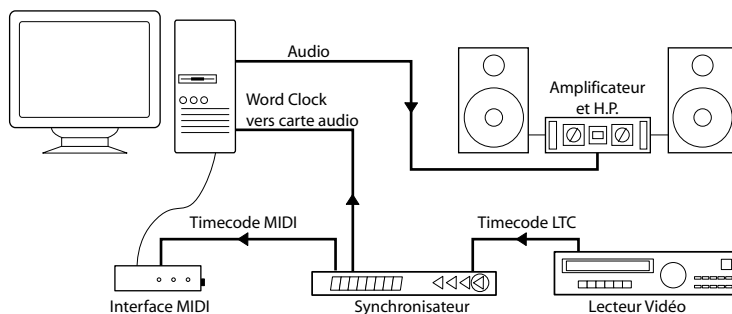 Audio
Amplificateur
et H.P.
Word Clock
vers carte audio
Timecode MIDI
Timecode LTC
Interface MIDI
Synchronisateur
Lecteur Vidéo